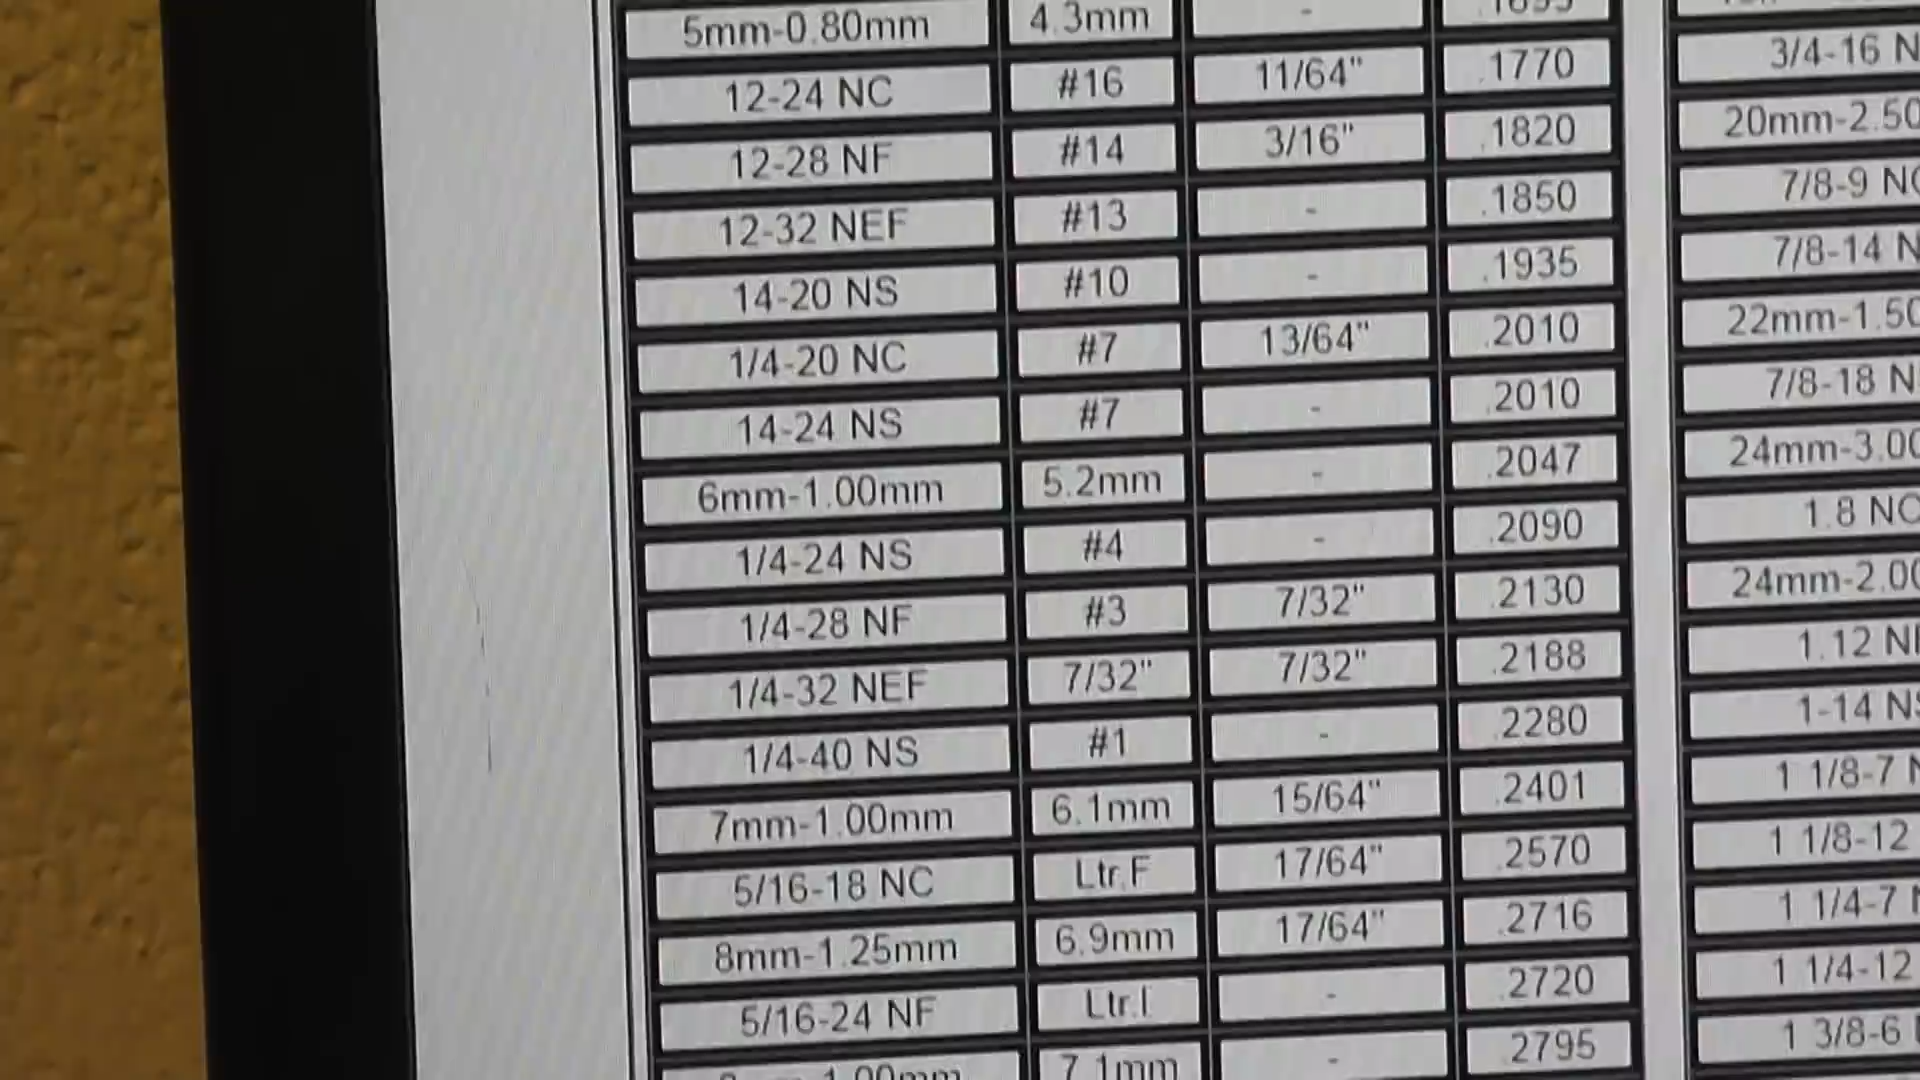 5mm-0.80mm 4.3mm - .1695
12-24 NC #16 11/64" .1770 3/4-16 N
12-28 NF #14 3/16" .1820 20mm-2.50
12-32 NEF #13 - .1850 7/8-9 NC
14-20 NS #10 - .1935 7/8-14 N
1/4-20 NC #7 13/64" .2010 22mm-1.50
14-24 NS #7 - .2010 7/8-18 N
6mm-1.00mm 5.2mm - .2047 24mm-3.00
1/4-24 NS #4 - .2090 1.8 NC
1/4-28 NF #3 7/32" .2130 24mm-2.00
1/4-32 NEF 7/32" 7/32" .2188 1.12 N
1/4-40 NS #1 - .2280 1-14 NS
7mm-1.00mm 6.1mm 15/64" .2401 1 1/8-7 N
5/16-18 NC Ltr.F 17/64" .2570 1 1/8-12
8mm-1.25mm 6.9mm 17/64" .2716 1 1/4-7 N
5/16-24 NF Ltr.I - .2720 1 1/4-12
7.1mm - .2795 1 3/8-6